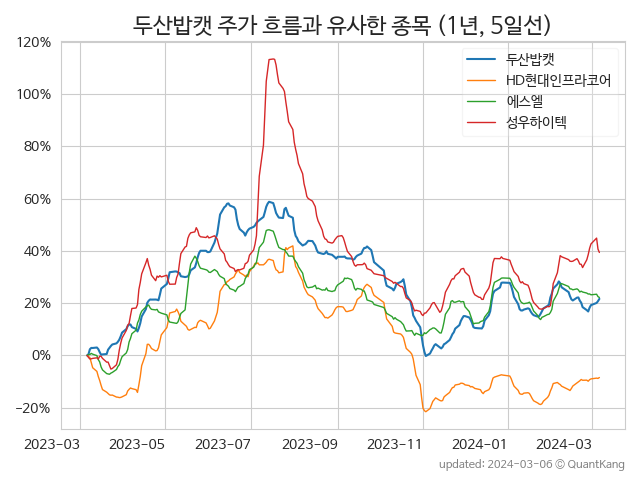 두산밥캣 주가 흐름과 유사한 종목 (1년, 5일선)
120%
100%
80%
60%
40%
20%
0%
−20%
두산밥캣
HD현대인프라코어
에스엘
성우하이텍
2023-03
2023-05
2023-07
2023-09
2023-11
2024-01
2024-03
updated: 2024-03-06 © QuantKang